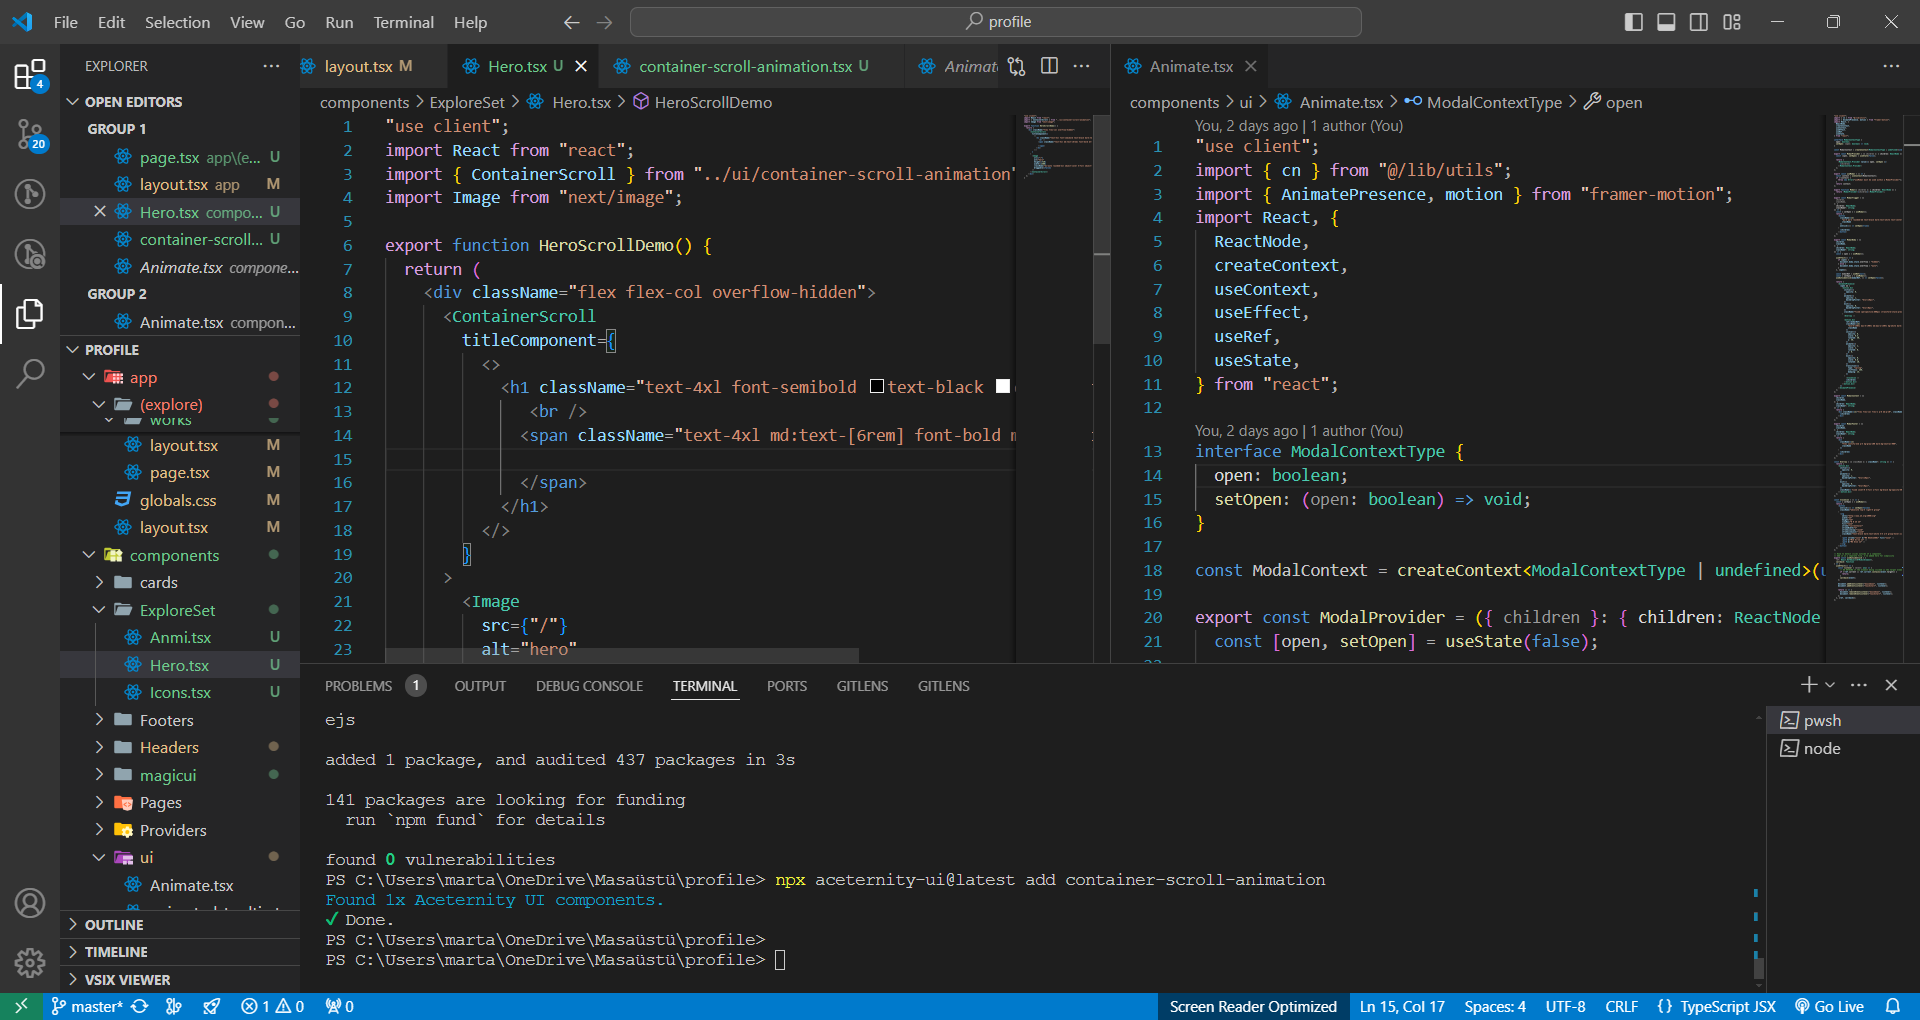 File Edit Selection View Go Run Terminal Help
profile
EXPLORER
OPEN EDITORS
GROUP 1
page.tsx app\(e... U
layout.tsx app M
Hero.tsx compo... U
container-scroll... U
Animate.tsx compone...
GROUP 2
Animate.tsx compon...
PROFILE
app
(explore)
works
layout.tsx M
page.tsx M
globals.css M
layout.tsx M
components
cards
ExploreSet
Anmi.tsx U
Hero.tsx U
Icons.tsx U
Footers
Headers
magicui
Pages
Providers
ui
Animate.tsx
OUTLINE
TIMELINE
VSIX VIEWER
4
20
layout.tsx M
Hero.tsx U
container-scroll-animation.tsx U
Animat
components > ExploreSet > Hero.tsx > HeroScrollDemo
1 "use client";
2 import React from "react";
3 import { ContainerScroll } from "../ui/container-scroll-animation"
4 import Image from "next/image";
5
6 export function HeroScrollDemo() {
7 return (
8 <div className="flex flex-col overflow-hidden">
9 <ContainerScroll
10 titleComponent={
11 <>
12 <h1 className="text-4xl font-semibold text-black
13 <br />
14 <span className="text-4xl md:text-[6rem] font-bold m
15
16 </span>
17 </h1>
18 </>
19 }
20 >
21 <Image
22 src={"/"}
23 alt="hero"
Animate.tsx
components > ui > Animate.tsx > ModalContextType > open
You, 2 days ago | 1 author (You)
1 "use client";
2 import { cn } from "@/lib/utils";
3 import { AnimatePresence, motion } from "framer-motion";
4 import React, {
5 ReactNode,
6 createContext,
7 useContext,
8 useEffect,
9 useRef,
10 useState,
11 } from "react";
12
You, 2 days ago | 1 author (You)
13 interface ModalContextType {
14 open: boolean;
15 setOpen: (open: boolean) => void;
16 }
17
18 const ModalContext = createContext<ModalContextType | undefined>(u
19
20 export const ModalProvider = ({ children }: { children: ReactNode
21 const [open, setOpen] = useState(false);
PROBLEMS 1 OUTPUT DEBUG CONSOLE TERMINAL PORTS GITLENS GITLENS
ejs
added 1 package, and audited 437 packages in 3s
141 packages are looking for funding
run `npm fund` for details
found 0 vulnerabilities
PS C:\Users\marta\OneDrive\Masaüstü\profile> npx aceternity-ui@latest add container-scroll-animation
Found 1x Aceternity UI components.
✓ Done.
PS C:\Users\marta\OneDrive\Masaüstü\profile>
PS C:\Users\marta\OneDrive\Masaüstü\profile>
pwsh
node
master* 1 0 0
Screen Reader Optimized Ln 15, Col 17 Spaces: 4 UTF-8 CRLF {} TypeScript JSX Go Live